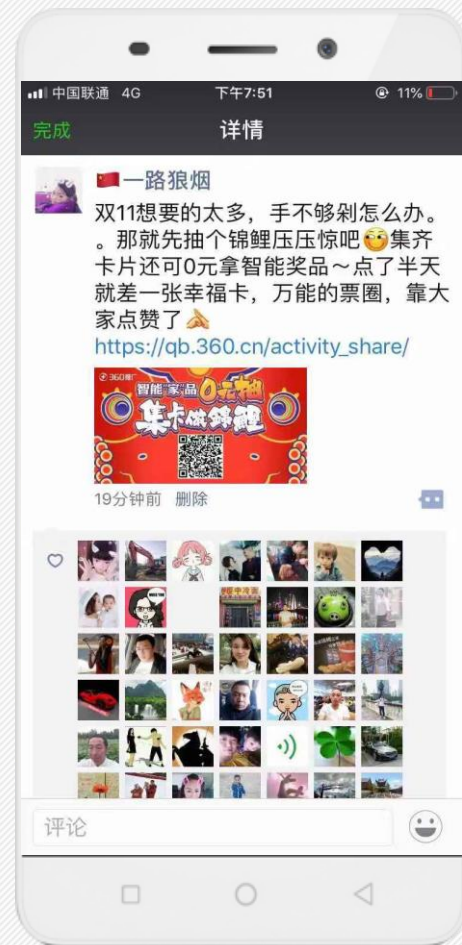 中国联通 4G 下午7:51 11%
完成 详情
🇨🇳一路狼烟
双11想要的太多，手不够剁怎么办。
。那就先抽个锦鲤压压惊吧集齐
卡片还可0元拿智能奖品～点了半天
就差一张幸福卡，万能的票圈，靠大
家点赞了
https://qb.360.cn/activity_share/
智能“家”品0元抽
集卡做锦鲤
19分钟前 删除
评论